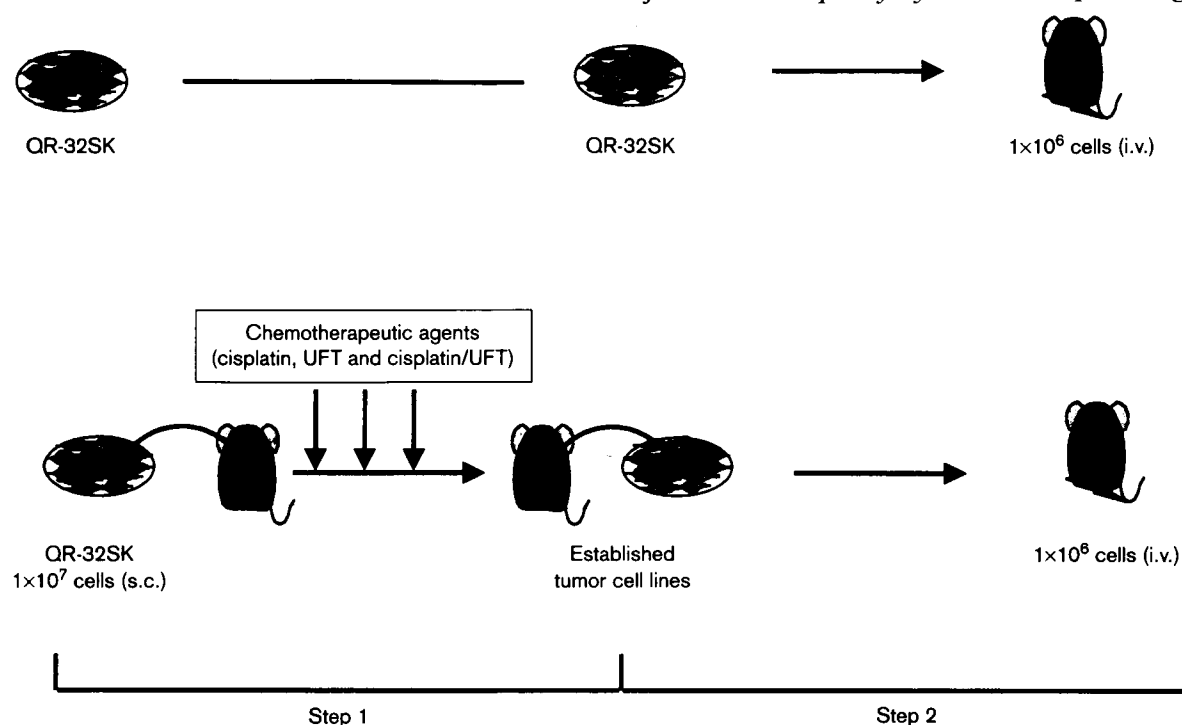 QR-32SK
QR-32SK
1×10⁶ cells (i.v.)
Chemotherapeutic agents
(cisplatin, UFT and cisplatin/UFT)
QR-32SK
1×10⁷ cells (s.c.)
Established
tumor cell lines
1×10⁶ cells (i.v.)
Step 1
Step 2